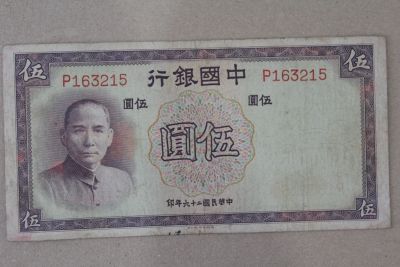 伍 伍
中國銀行
P163215 P163215
伍圓 伍圓
伍圓
中華民國二十六年印
伍 伍